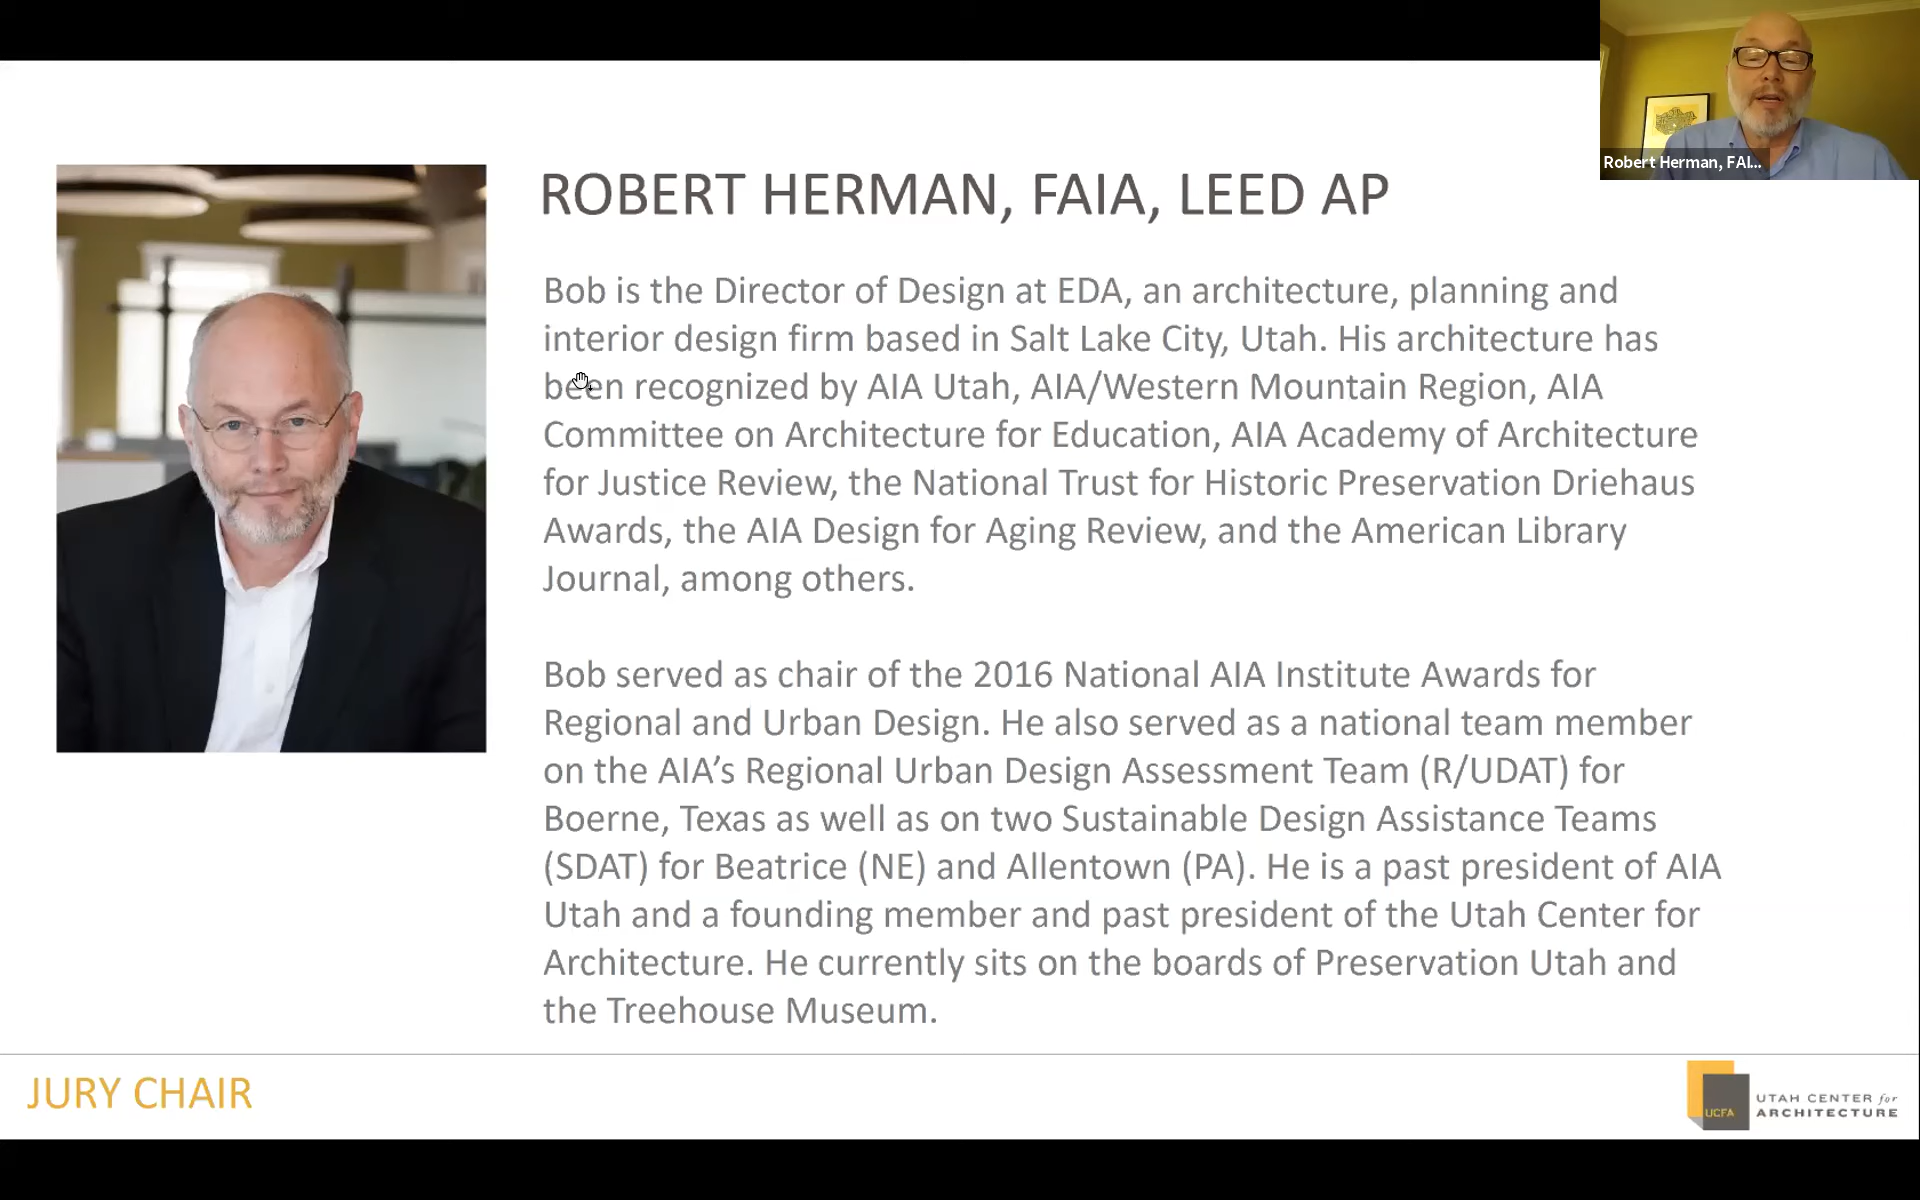 Robert Herman, FAI...
ROBERT HERMAN, FAIA, LEED AP
Bob is the Director of Design at EDA, an architecture, planning and
interior design firm based in Salt Lake City, Utah. His architecture has
been recognized by AIA Utah, AIA/Western Mountain Region, AIA
Committee on Architecture for Education, AIA Academy of Architecture
for Justice Review, the National Trust for Historic Preservation Driehaus
Awards, the AIA Design for Aging Review, and the American Library
Journal, among others.
Bob served as chair of the 2016 National AIA Institute Awards for
Regional and Urban Design. He also served as a national team member
on the AIA’s Regional Urban Design Assessment Team (R/UDAT) for
Boerne, Texas as well as on two Sustainable Design Assistance Teams
(SDAT) for Beatrice (NE) and Allentown (PA). He is a past president of AIA
Utah and a founding member and past president of the Utah Center for
Architecture. He currently sits on the boards of Preservation Utah and
the Treehouse Museum.
JURY CHAIR
UCFA
UTAH CENTER for
ARCHITECTURE